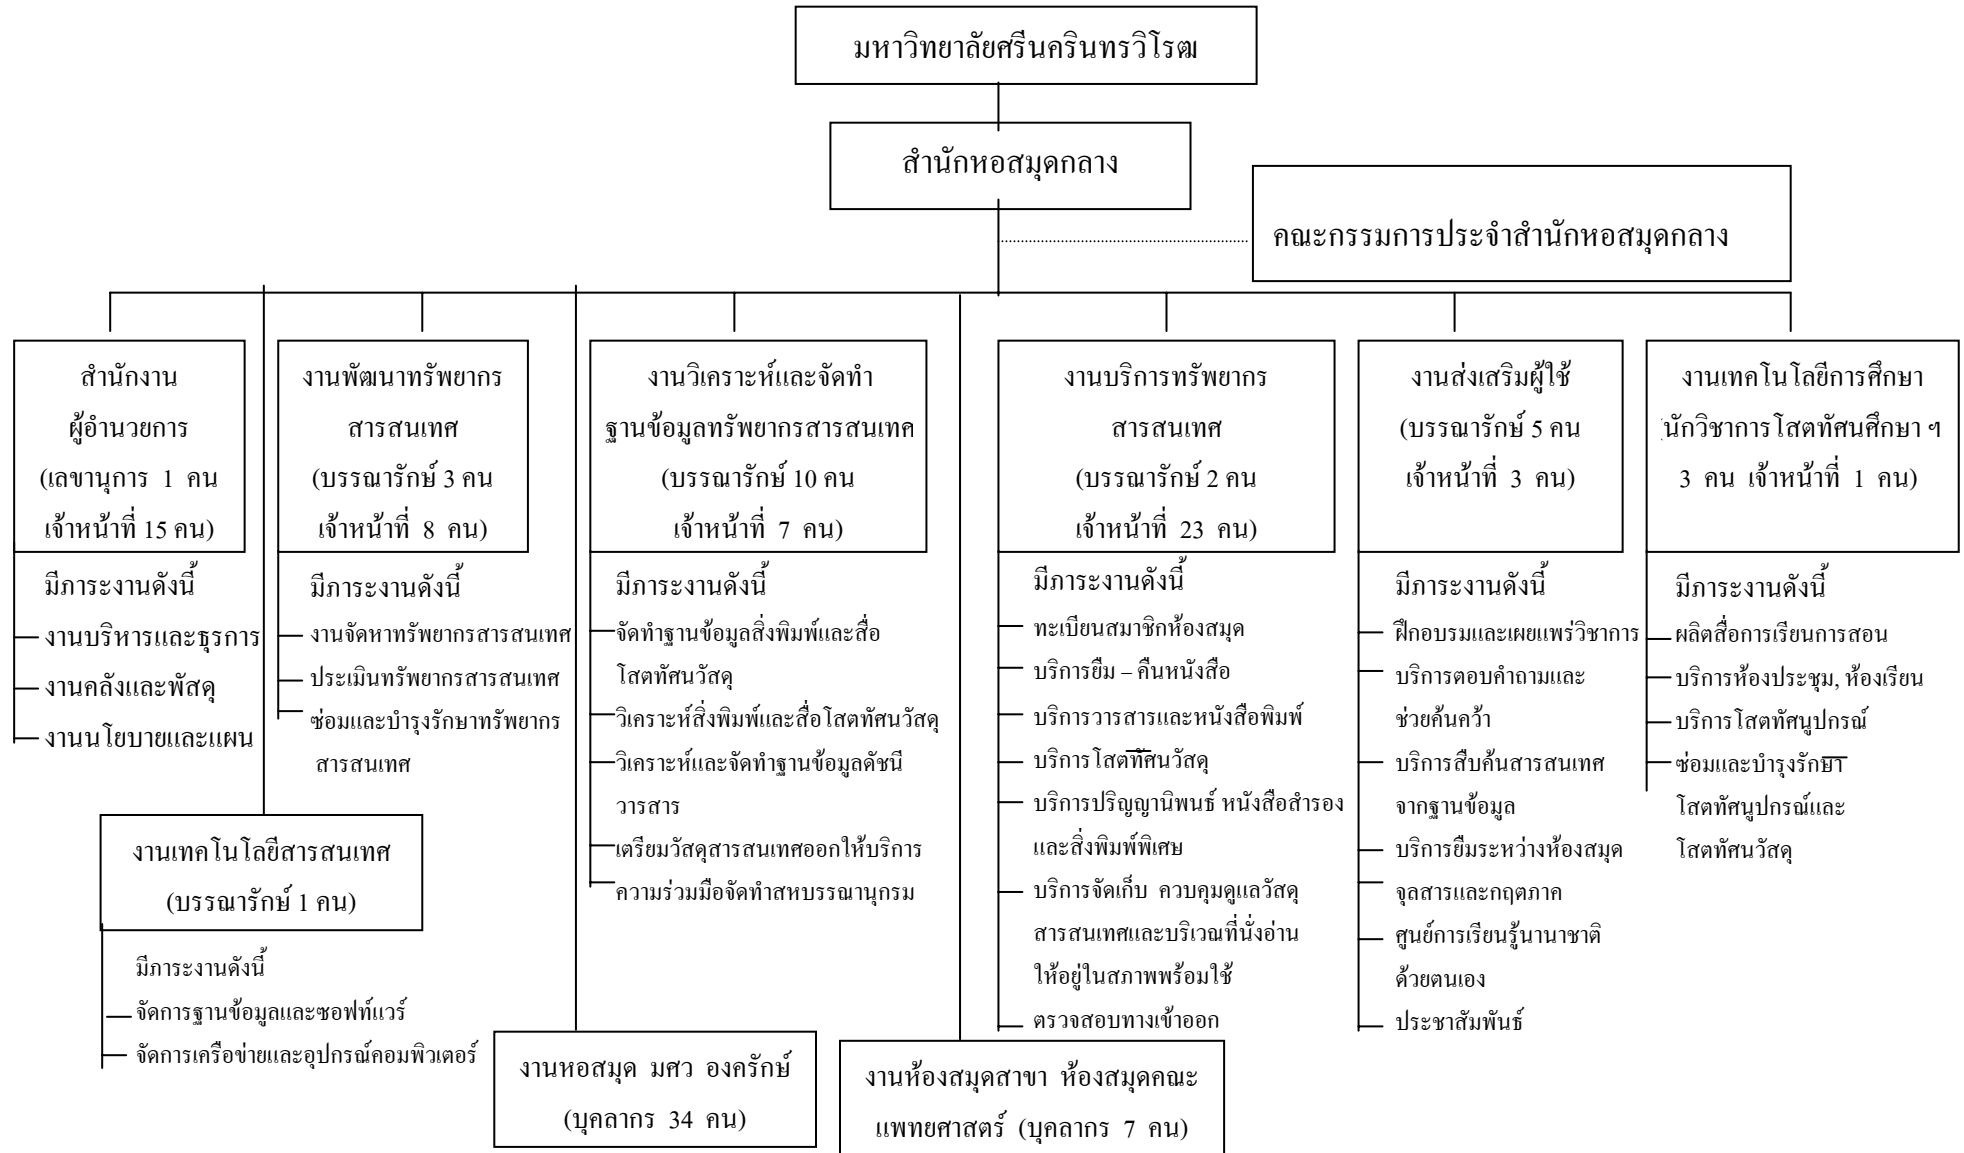 มหาวิทยาลัยศรีนครินทรวิโรฒ
สำนักหอสมุดกลาง
คณะกรรมการประจำสำนักหอสมุดกลาง
สำนักงาน
ผู้อำนวยการ
(เลขานุการ 1 คน
เจ้าหน้าที่ 15 คน)
มีภาระงานดังนี้
งานบริหารและธุรการ
งานคลังและพัสดุ
งานนโยบายและแผน
งานพัฒนาทรัพยากร
สารสนเทศ
(บรรณารักษ์ 3 คน
เจ้าหน้าที่ 8 คน)
มีภาระงานดังนี้
งานจัดหาทรัพยากรสารสนเทศ
ประเมินทรัพยากรสารสนเทศ
ซ่อมและบำรุงรักษาทรัพยากร
สารสนเทศ
งานวิเคราะห์และจัดทำ
ฐานข้อมูลทรัพยากรสารสนเทศ
(บรรณารักษ์ 10 คน
เจ้าหน้าที่ 7 คน)
มีภาระงานดังนี้
จัดทำฐานข้อมูลสิ่งพิมพ์และสื่อ
โสตทัศนวัสดุ
วิเคราะห์สิ่งพิมพ์และสื่อโสตทัศนวัสดุ
วิเคราะห์และจัดทำฐานข้อมูลดัชนี
วารสาร
เตรียมวัสดุสารสนเทศออกให้บริการ
ความร่วมมือจัดทำสหบรรณานุกรม
งานบริการทรัพยากร
สารสนเทศ
(บรรณารักษ์ 2 คน
เจ้าหน้าที่ 23 คน)
มีภาระงานดังนี้
ทะเบียนสมาชิกห้องสมุด
บริการยืม – คืนหนังสือ
บริการวารสารและหนังสือพิมพ์
บริการโสตทัศนวัสดุ
บริการปริญญานิพนธ์ หนังสือสำรอง
และสิ่งพิมพ์พิเศษ
บริการจัดเก็บ ควบคุมดูแลวัสดุ
สารสนเทศและบริเวณที่นั่งอ่าน
ให้อยู่ในสภาพพร้อมใช้
ตรวจสอบทางเข้าออก
งานส่งเสริมผู้ใช้
(บรรณารักษ์ 5 คน
เจ้าหน้าที่ 3 คน)
มีภาระงานดังนี้
ฝึกอบรมและเผยแพร่วิชาการ
บริการตอบคำถามและ
ช่วยค้นคว้า
บริการสืบค้นสารสนเทศ
จากฐานข้อมูล
บริการยืมระหว่างห้องสมุด
จุลสารและกฤตภาค
ศูนย์การเรียนรู้นานาชาติ
ด้วยตนเอง
ประชาสัมพันธ์
งานเทคโนโลยีการศึกษา
นักวิชาการโสตทัศนศึกษา ฯ
3 คน เจ้าหน้าที่ 1 คน)
มีภาระงานดังนี้
ผลิตสื่อการเรียนการสอน
บริการห้องประชุม, ห้องเรียน
บริการโสตทัศนูปกรณ์
ซ่อมและบำรุงรักษา
โสตทัศนูปกรณ์และ
โสตทัศนวัสดุ
งานเทคโนโลยีสารสนเทศ
(บรรณารักษ์ 1 คน)
มีภาระงานดังนี้
จัดการฐานข้อมูลและซอฟท์แวร์
จัดการเครือข่ายและอุปกรณ์คอมพิวเตอร์
งานหอสมุด มศว องครักษ์
(บุคลากร 34 คน)
งานห้องสมุดสาขา ห้องสมุดคณะ
แพทยศาสตร์ (บุคลากร 7 คน)